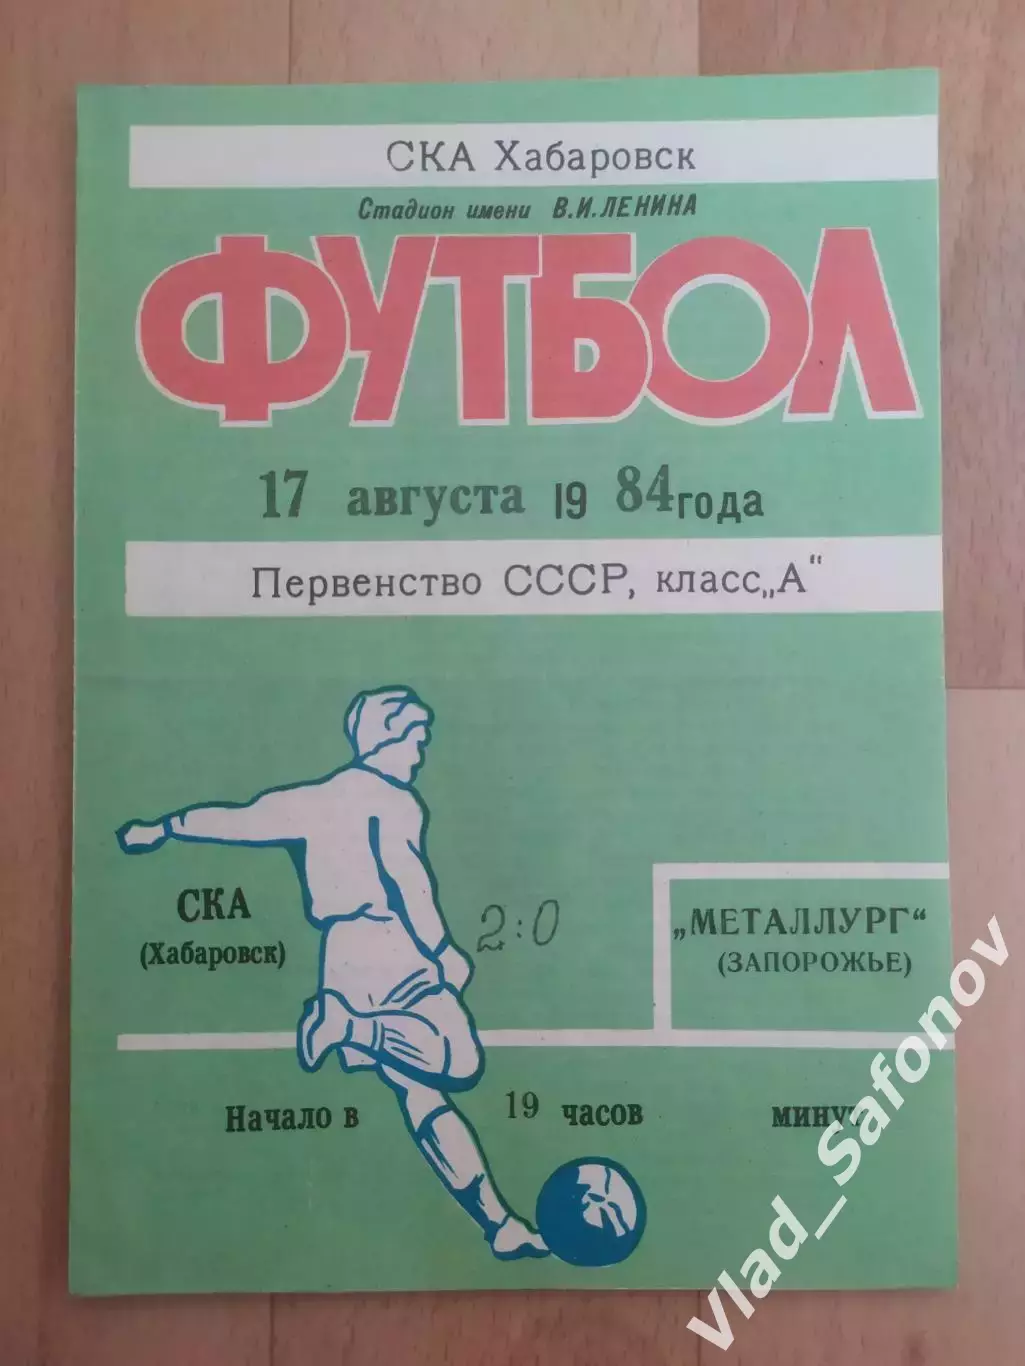 СКА Хабаровск
Стадион имени В.И.ЛЕНИНА
ФУТБОЛ
17 августа 19 84 года
Первенство СССР, класс „А"
СКА
(Хабаровск)
2:0
„МЕТАЛЛУРГ"
(ЗАПОРОЖЬЕ)
Начало в 19 часов минут
Vlad_Safonov